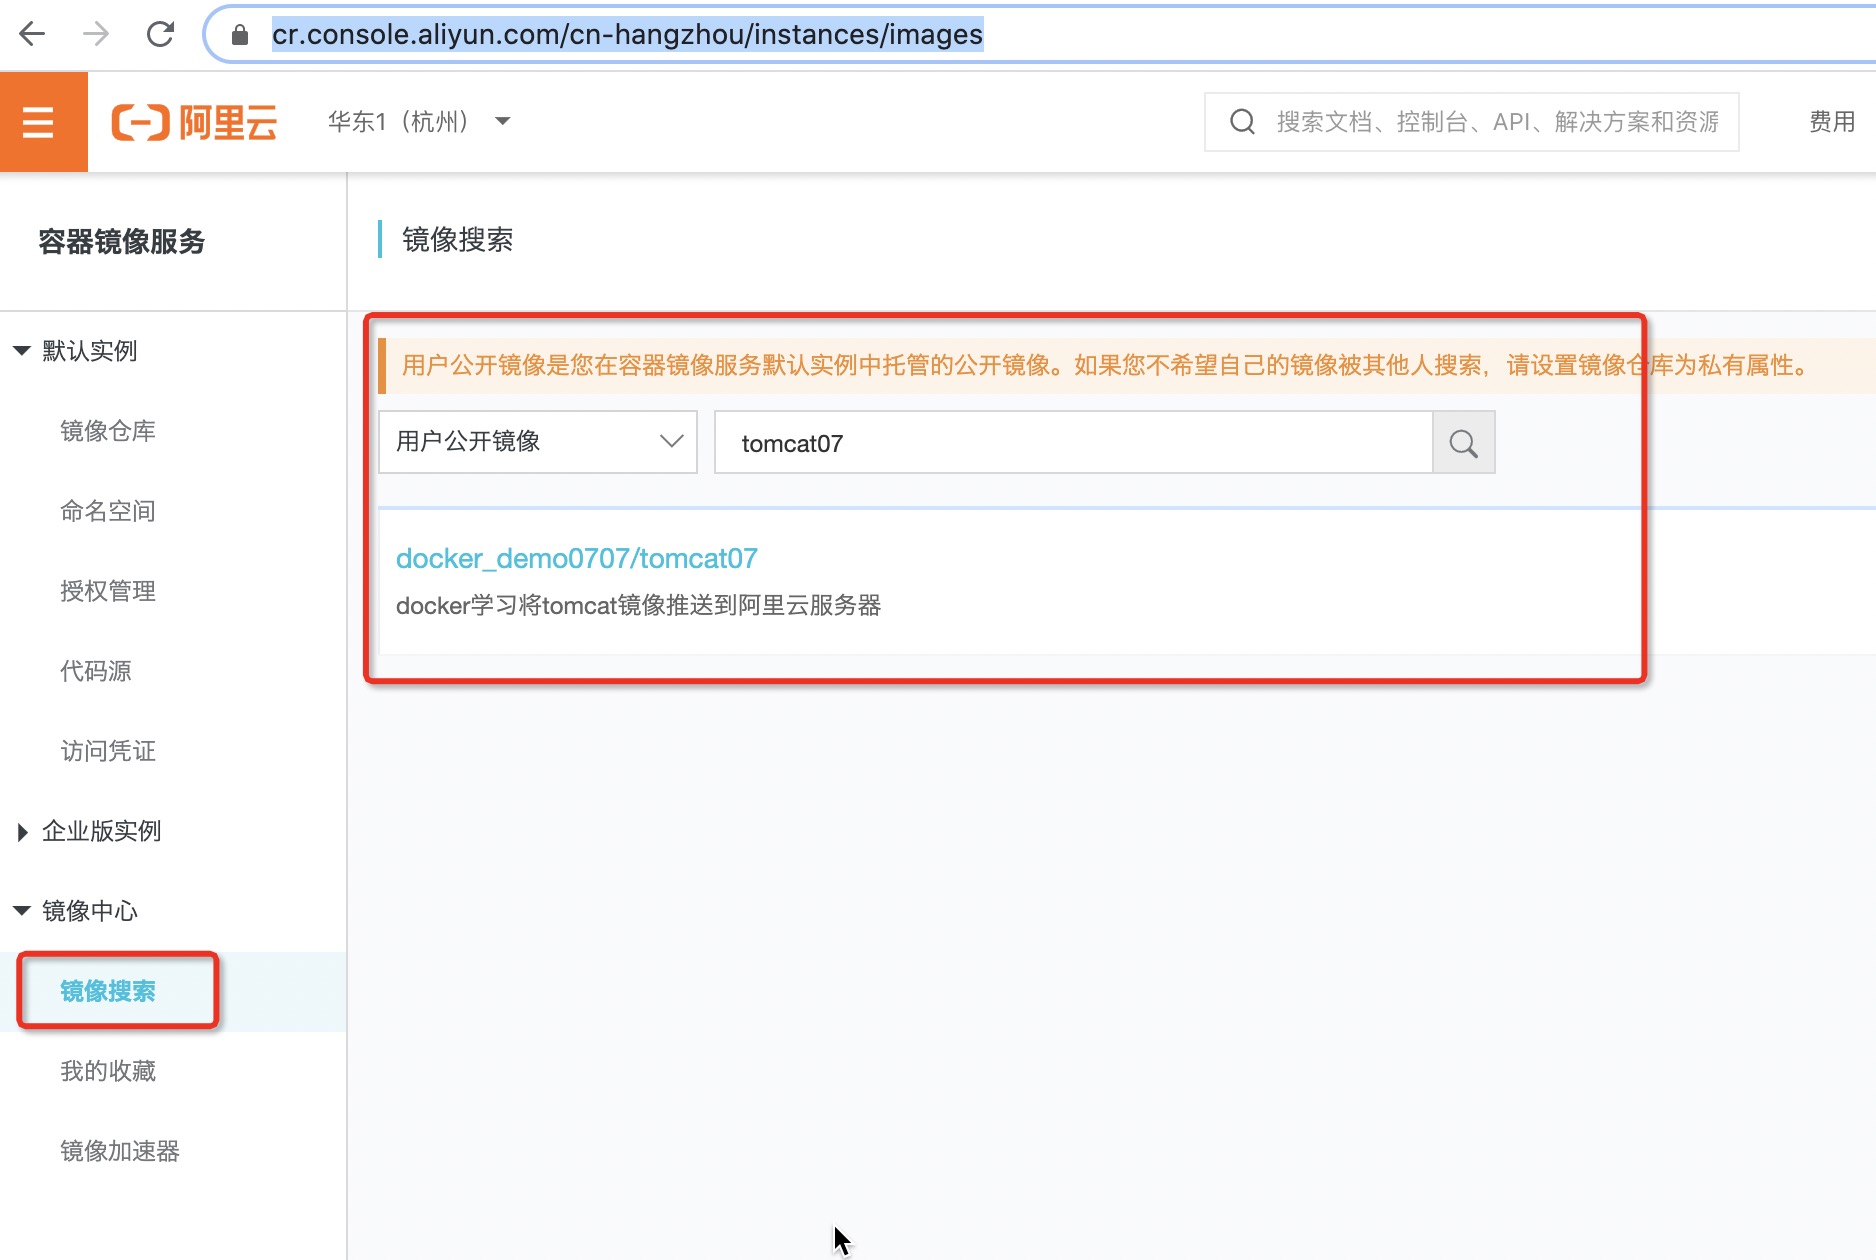 cr.console.aliyun.com/cn-hangzhou/instances/images
阿里云
华东1（杭州）
搜索文档、控制台、API、解决方案和资源
费用
容器镜像服务
镜像搜索
默认实例
镜像仓库
命名空间
授权管理
代码源
访问凭证
企业版实例
镜像中心
镜像搜索
我的收藏
镜像加速器
用户公开镜像是您在容器镜像服务默认实例中托管的公开镜像。如果您不希望自己的镜像被其他人搜索，请设置镜像仓库为私有属性。
用户公开镜像
tomcat07
docker_demo0707/tomcat07
docker学习将tomcat镜像推送到阿里云服务器